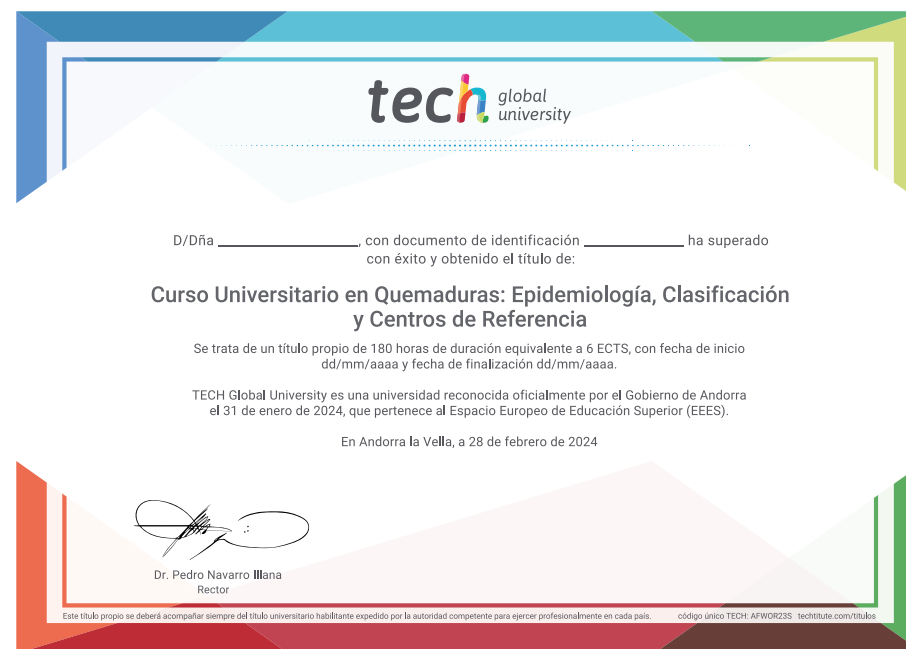 tech global university
D/Dña ______________, con documento de identificación ____________ ha superado
con éxito y obtenido el título de:
Curso Universitario en Quemaduras: Epidemiología, Clasificación
y Centros de Referencia
Se trata de un título propio de 180 horas de duración equivalente a 6 ECTS, con fecha de inicio
dd/mm/aaaa y fecha de finalización dd/mm/aaaa.
TECH Global University es una universidad reconocida oficialmente por el Gobierno de Andorra
el 31 de enero de 2024, que pertenece al Espacio Europeo de Educación Superior (EEES).
En Andorra la Vella, a 28 de febrero de 2024
Dr. Pedro Navarro Illana
Rector
Este título propio se deberá acompañar siempre del título universitario habilitante expedido por la autoridad competente para ejercer profesionalmente en cada país. código único TECH: AFWOR23S techtitute.com/titulos